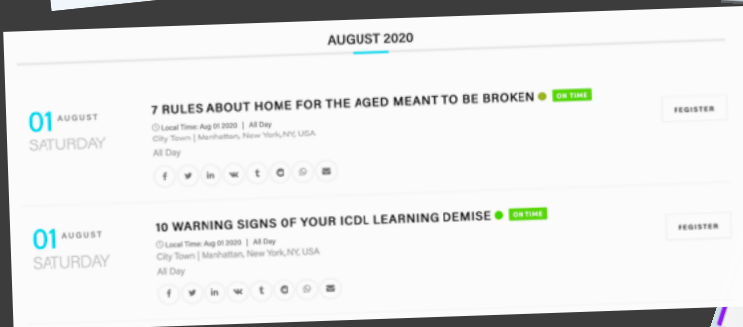 AUGUST 2020
01 AUGUST
SATURDAY
7 RULES ABOUT HOME FOR THE AGED MEANT TO BE BROKEN ON TIME
Local Time: Aug 01 2020 | All Day
City Town | Manhattan, New York, NY, USA
All Day
FEGISTER
01 AUGUST
SATURDAY
10 WARNING SIGNS OF YOUR ICDL LEARNING DEMISE ON TIME
Local Time: Aug 01 2020 | All Day
City Town | Manhattan, New York, NY, USA
All Day
FEGISTER